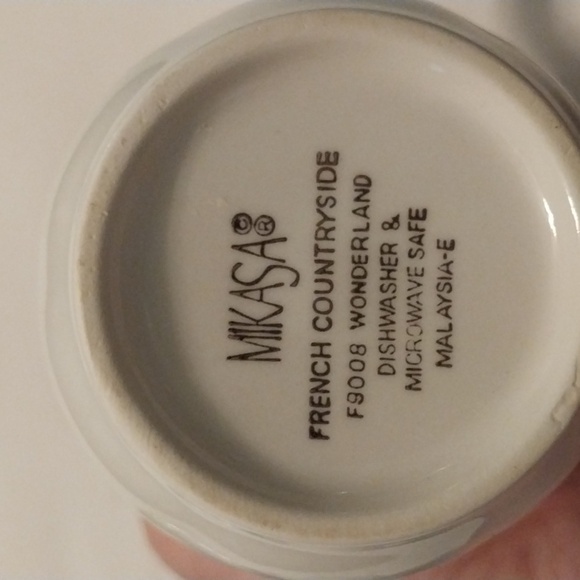 MIKASA©®
FRENCH COUNTRYSIDE
F9008 WONDERLAND
DISHWASHER &
MICROWAVE SAFE
MALAYSIA-E